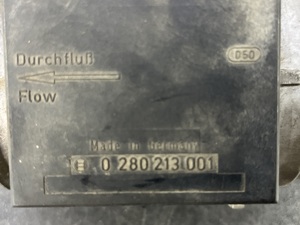 Durchfluß
050
Flow
Made in Germany
0 280 213 001